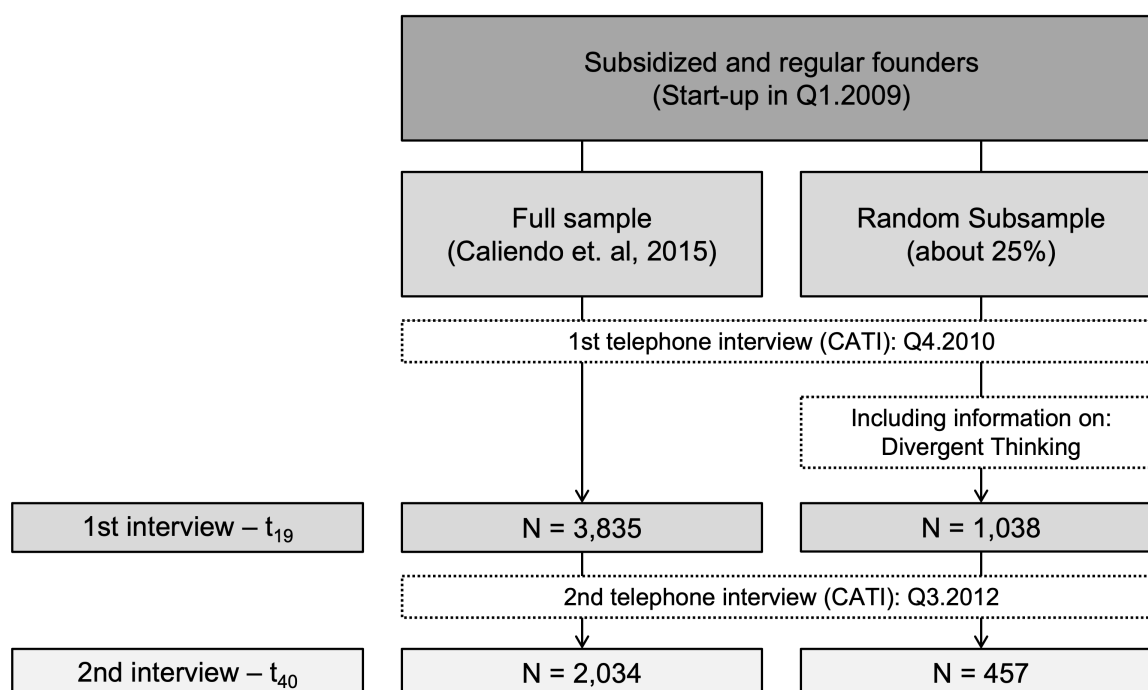 Subsidized and regular founders
(Start-up in Q1.2009)
Full sample
(Caliendo et. al, 2015)
Random Subsample
(about 25%)
1st telephone interview (CATI): Q4.2010
Including information on:
Divergent Thinking
1st interview – t₁₉
N = 3,835
N = 1,038
2nd telephone interview (CATI): Q3.2012
2nd interview – t₄₀
N = 2,034
N = 457